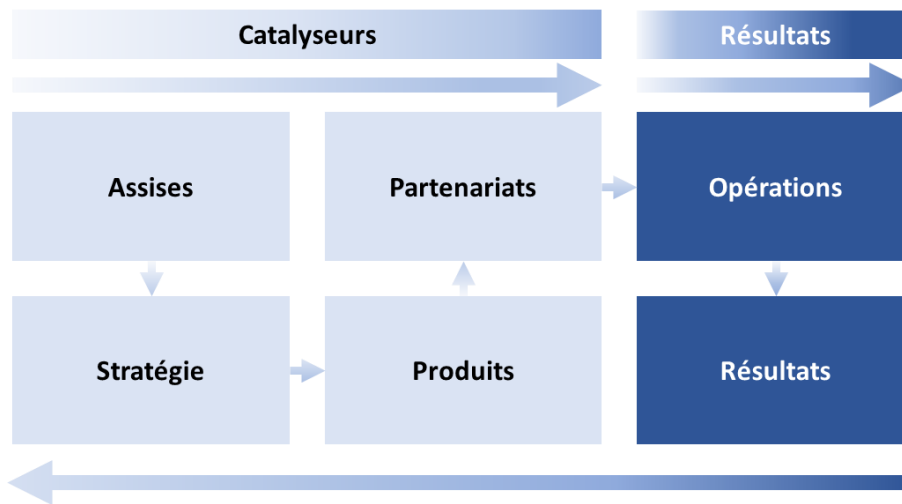 Catalyseurs
Résultats
Assises
Partenariats
Opérations
Stratégie
Produits
Résultats